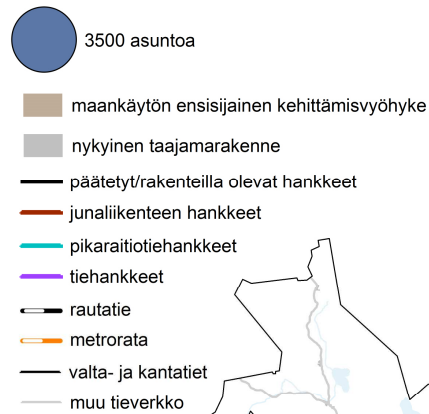 3500 asuntoa
maankäytön ensisijainen kehittämisvyöhyke
nykyinen taajamarakenne
päätetyt/rakenteilla olevat hankkeet
junaliikenteen hankkeet
pikaraitiotiehankkeet
tiehankkeet
rautatie
metrorata
valta- ja kantatiet
muu tieverkko